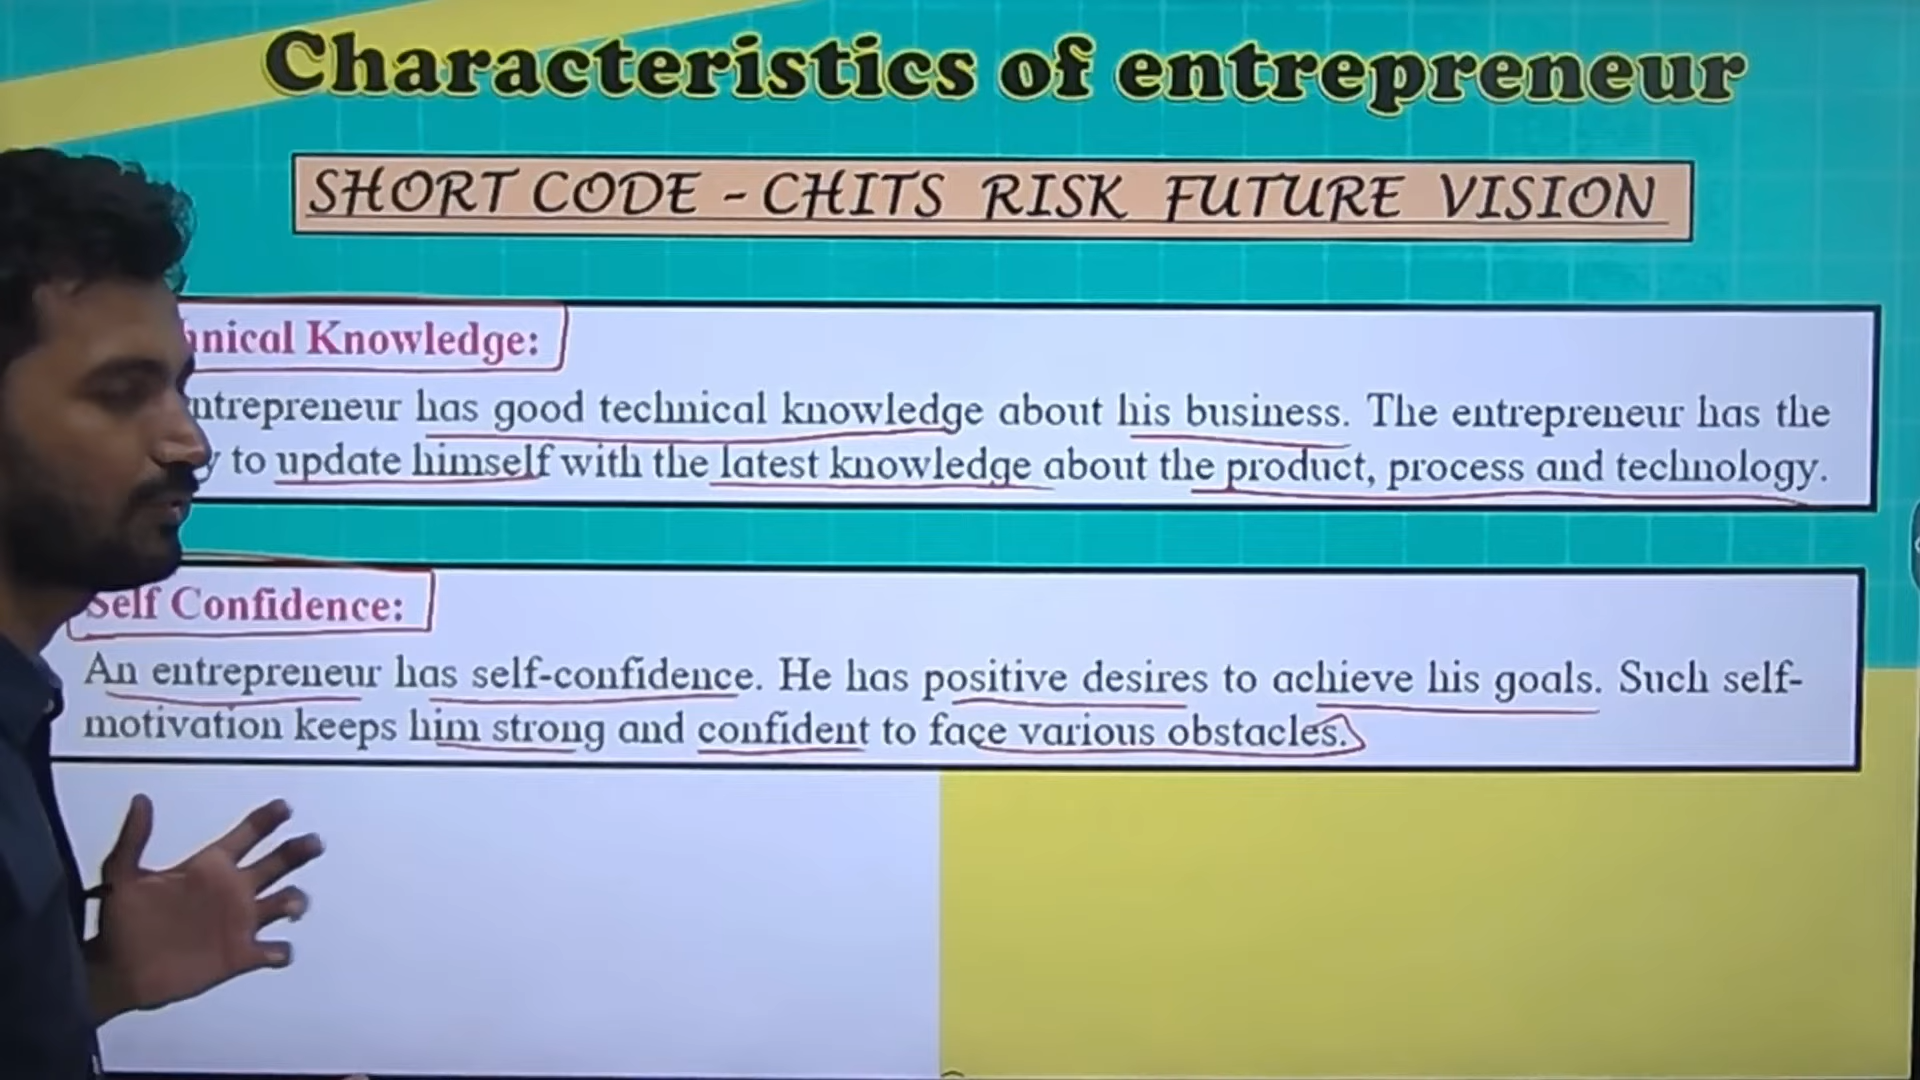 Characteristics of entrepreneur
SHORT CODE - CHITS RISK FUTURE VISION
Knowledge:
has good technical knowledge about his business. The entrepreneur has the
to update himself with the latest knowledge about the product, process and technology.
Self Confidence:
An entrepreneur has self-confidence. He has positive desires to achieve his goals. Such self-
motivation keeps him strong and confident to face various obstacles.